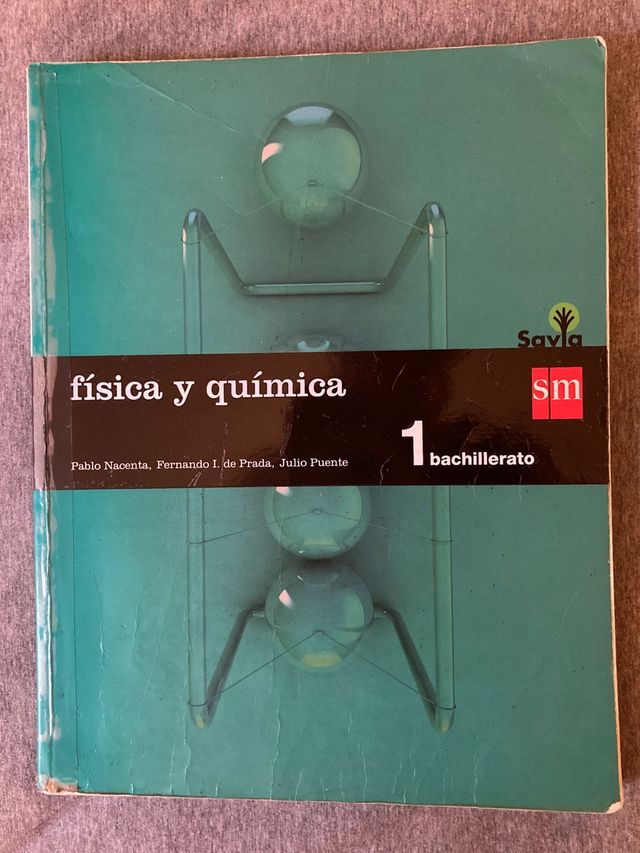 Savia
sm
física y química
Pablo Nacenta, Fernando I. de Prada, Julio Puente
1 bachillerato